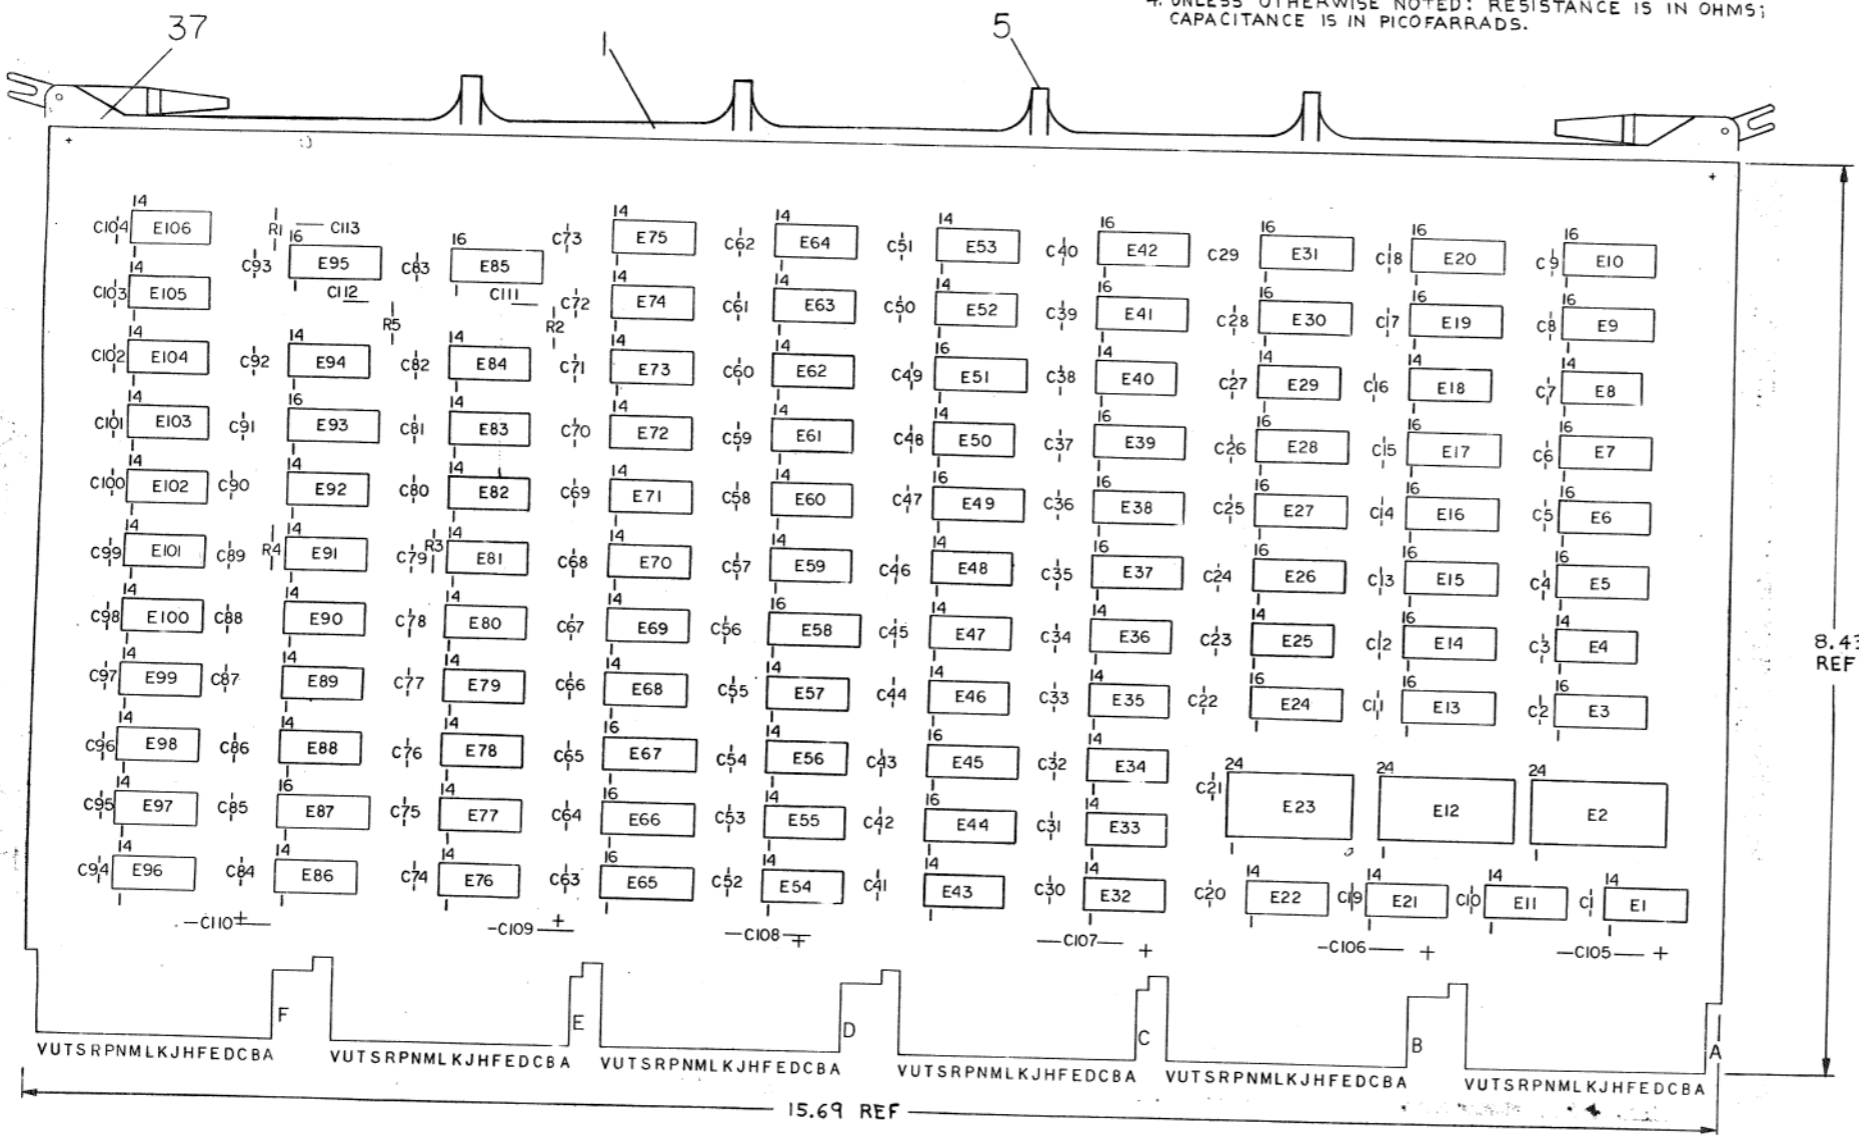 4. UNLESS OTHERWISE NOTED: RESISTANCE IS IN OHMS;
CAPACITANCE IS IN PICOFARRADS.
37
1
5
14 14 14 14 16 16 16 16
C104 E106 R1 C113 16 16 C73 E75 C62 E64 C51 E53 C40 E42 C29 E31 C18 E20 C9 E10
C93 E95 C83 E85
14 C112 C111 14 14 14 16 16 16 16
C103 E105 R5 R2 C72 E74 C61 E63 C50 E52 C39 E41 C28 E30 C17 E19 C8 E9
14 14 14 14 14 16 14 14 14 14
C102 E104 C92 E94 C82 E84 C71 E73 C60 E62 C49 E51 C38 E40 C27 E29 C16 E18 C7 E8
14 16 14 14 14 14 16 16 16 16
C101 E103 C91 E93 C81 E83 C70 E72 C59 E61 C48 E50 C37 E39 C26 E28 C15 E17 C6 E7
14 14 14 14 14 16 16 16 16 16
C100 E102 C90 E92 C80 E82 C69 E71 C58 E60 C47 E49 C36 E38 C25 E27 C14 E16 C5 E6
14 14 14 14 14 14 16 16 16 16
C99 E101 C89 R4 E91 C79 R3 E81 C68 E70 C57 E59 C46 E48 C35 E37 C24 E26 C13 E15 C4 E5
14 14 14 14 16 14 14 14 16 14
C98 E100 C88 E90 C78 E80 C67 E69 C56 E58 C45 E47 C34 E36 C23 E25 C12 E14 C3 E4
14 14 14 14 14 14 14 16 16 16
C97 E99 C87 E89 C77 E79 C66 E68 C55 E57 C44 E46 C33 E35 C22 E24 C11 E13 C2 E3
14 14 14 16 14 16 14 24 24 24
C96 E98 C86 E88 C76 E78 C65 E67 C54 E56 C43 E45 C32 E34 C21 E23 E12 E2
14 16 14 16 14 16 14
C95 E97 C85 E87 C75 E77 C64 E66 C53 E55 C42 E44 C31 E33
14 14 14 16 14 14 14 14 14 14 14
C94 E96 C84 E86 C74 E76 C63 E65 C52 E54 C41 E43 C30 E32 C20 E22 C19 E21 C10 E11 C1 E1
C110 + C109 + C108 + C107 + C106 + C105 +
8.43
REF
F E D C B A
VUTSRPNMLKJHFEDCBA VUTSRPNMLKJHFEDCBA VUTSRPNMLKJHFEDCBA VUTSRPNMLKJHFEDCBA VUTSRPNMLKJHFEDCBA VUTSRPNMLKJHFEDCBA
15.69 REF